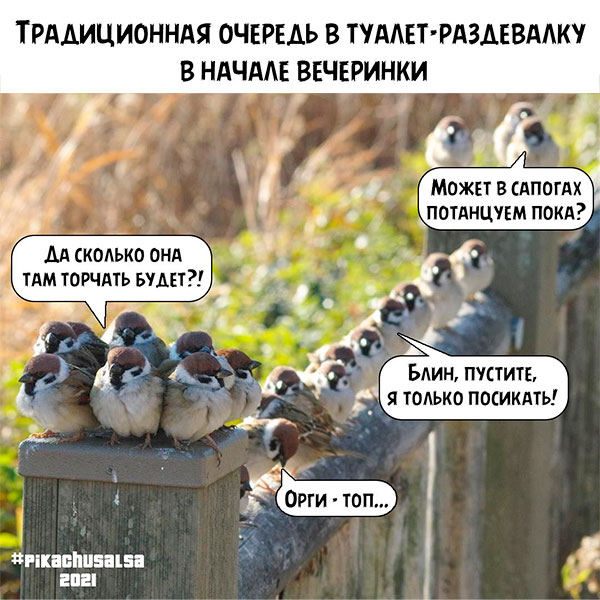 Традиционная очередь в туалет-раздевалку
в начале вечеринки
Может в сапогах
потанцуем пока?
Да сколько она
там торчать будет?!
Блин, пустите,
я только посикать!
Орги - топ...
#pikachusalsa
2021